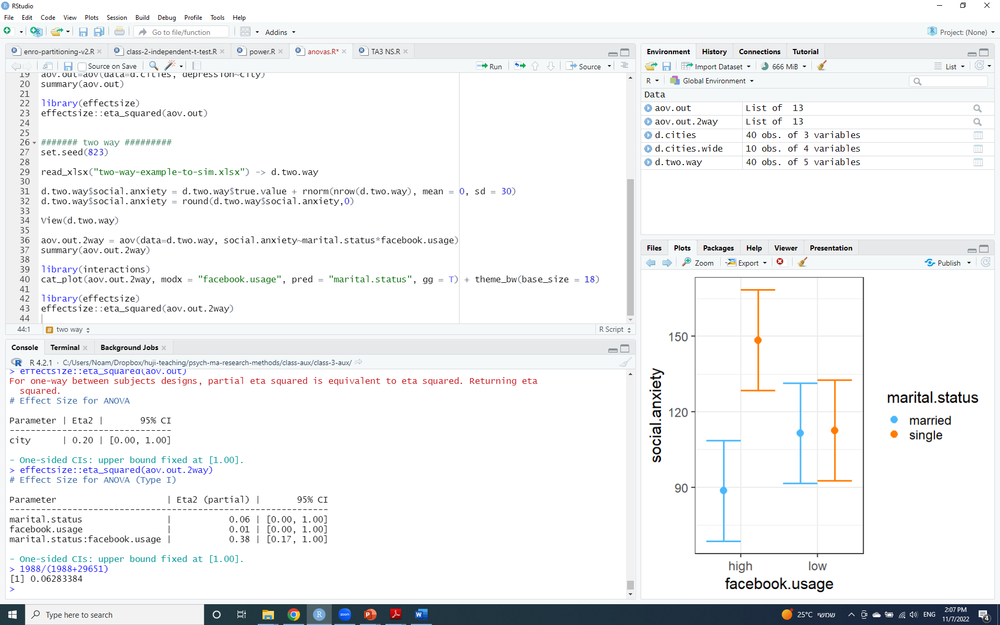 RStudio
File Edit Code View Plots Session Build Debug Profile Tools Help
Go to file/function Addins Project: (None)
enro-partitioning-v2.R class-2-independent-t-test.R power.R anovas.R* TA3 NS.R
Source on Save Run Source
19 aov.out=aov(data=d.cities, depression~city)
20 summary(aov.out)
21
22 library(effectsize)
23 effectsize::eta_squared(aov.out)
24
25
26 ####### two way #########
27 set.seed(823)
28
29 read_xlsx("two-way-example-to-sim.xlsx") -> d.two.way
30
31 d.two.way$social.anxiety = d.two.way$true.value + rnorm(nrow(d.two.way), mean = 0, sd = 30)
32 d.two.way$social.anxiety = round(d.two.way$social.anxiety,0)
33
34 View(d.two.way)
35
36 aov.out.2way = aov(data=d.two.way, social.anxiety~marital.status*facebook.usage)
37 summary(aov.out.2way)
38
39 library(interactions)
40 cat_plot(aov.out.2way, modx = "facebook.usage", pred = "marital.status", gg = T) + theme_bw(base_size = 18)
41
42 library(effectsize)
43 effectsize::eta_squared(aov.out.2way)
44
44:1 # two way R Script
Console Terminal Background Jobs
R 4.2.1 · C:/Users/Noam/Dropbox/huji-teaching/psych-ma-research-methods/class-aux/class-3-aux/
> effectsize::eta_squared(aov.out)
For one-way between subjects designs, partial eta squared is equivalent to eta squared. Returning eta
squared.
# Effect Size for ANOVA
Parameter | Eta2 | 95% CI
-------------------------------
city | 0.20 | [0.00, 1.00]
- One-sided CIs: upper bound fixed at [1.00].
> effectsize::eta_squared(aov.out.2way)
# Effect Size for ANOVA (Type I)
Parameter | Eta2 (partial) | 95% CI
-------------------------------------------------------------
marital.status | 0.06 | [0.00, 1.00]
facebook.usage | 0.01 | [0.00, 1.00]
marital.status:facebook.usage | 0.38 | [0.17, 1.00]
- One-sided CIs: upper bound fixed at [1.00].
> 1988/(1988+29651)
[1] 0.06283384
>
Environment History Connections Tutorial
Import Dataset 666 MiB List
R Global Environment
Data
aov.out List of 13
aov.out.2way List of 13
d.cities 40 obs. of 3 variables
d.cities.wide 10 obs. of 4 variables
d.two.way 40 obs. of 5 variables
Files Plots Packages Help Viewer Presentation
Zoom Export Publish
150
120
90
social.anxiety
high low
facebook.usage
marital.status
married
single
Type here to search
zoom
25°C שמשי
ENG
2:07 PM
11/7/2022
4